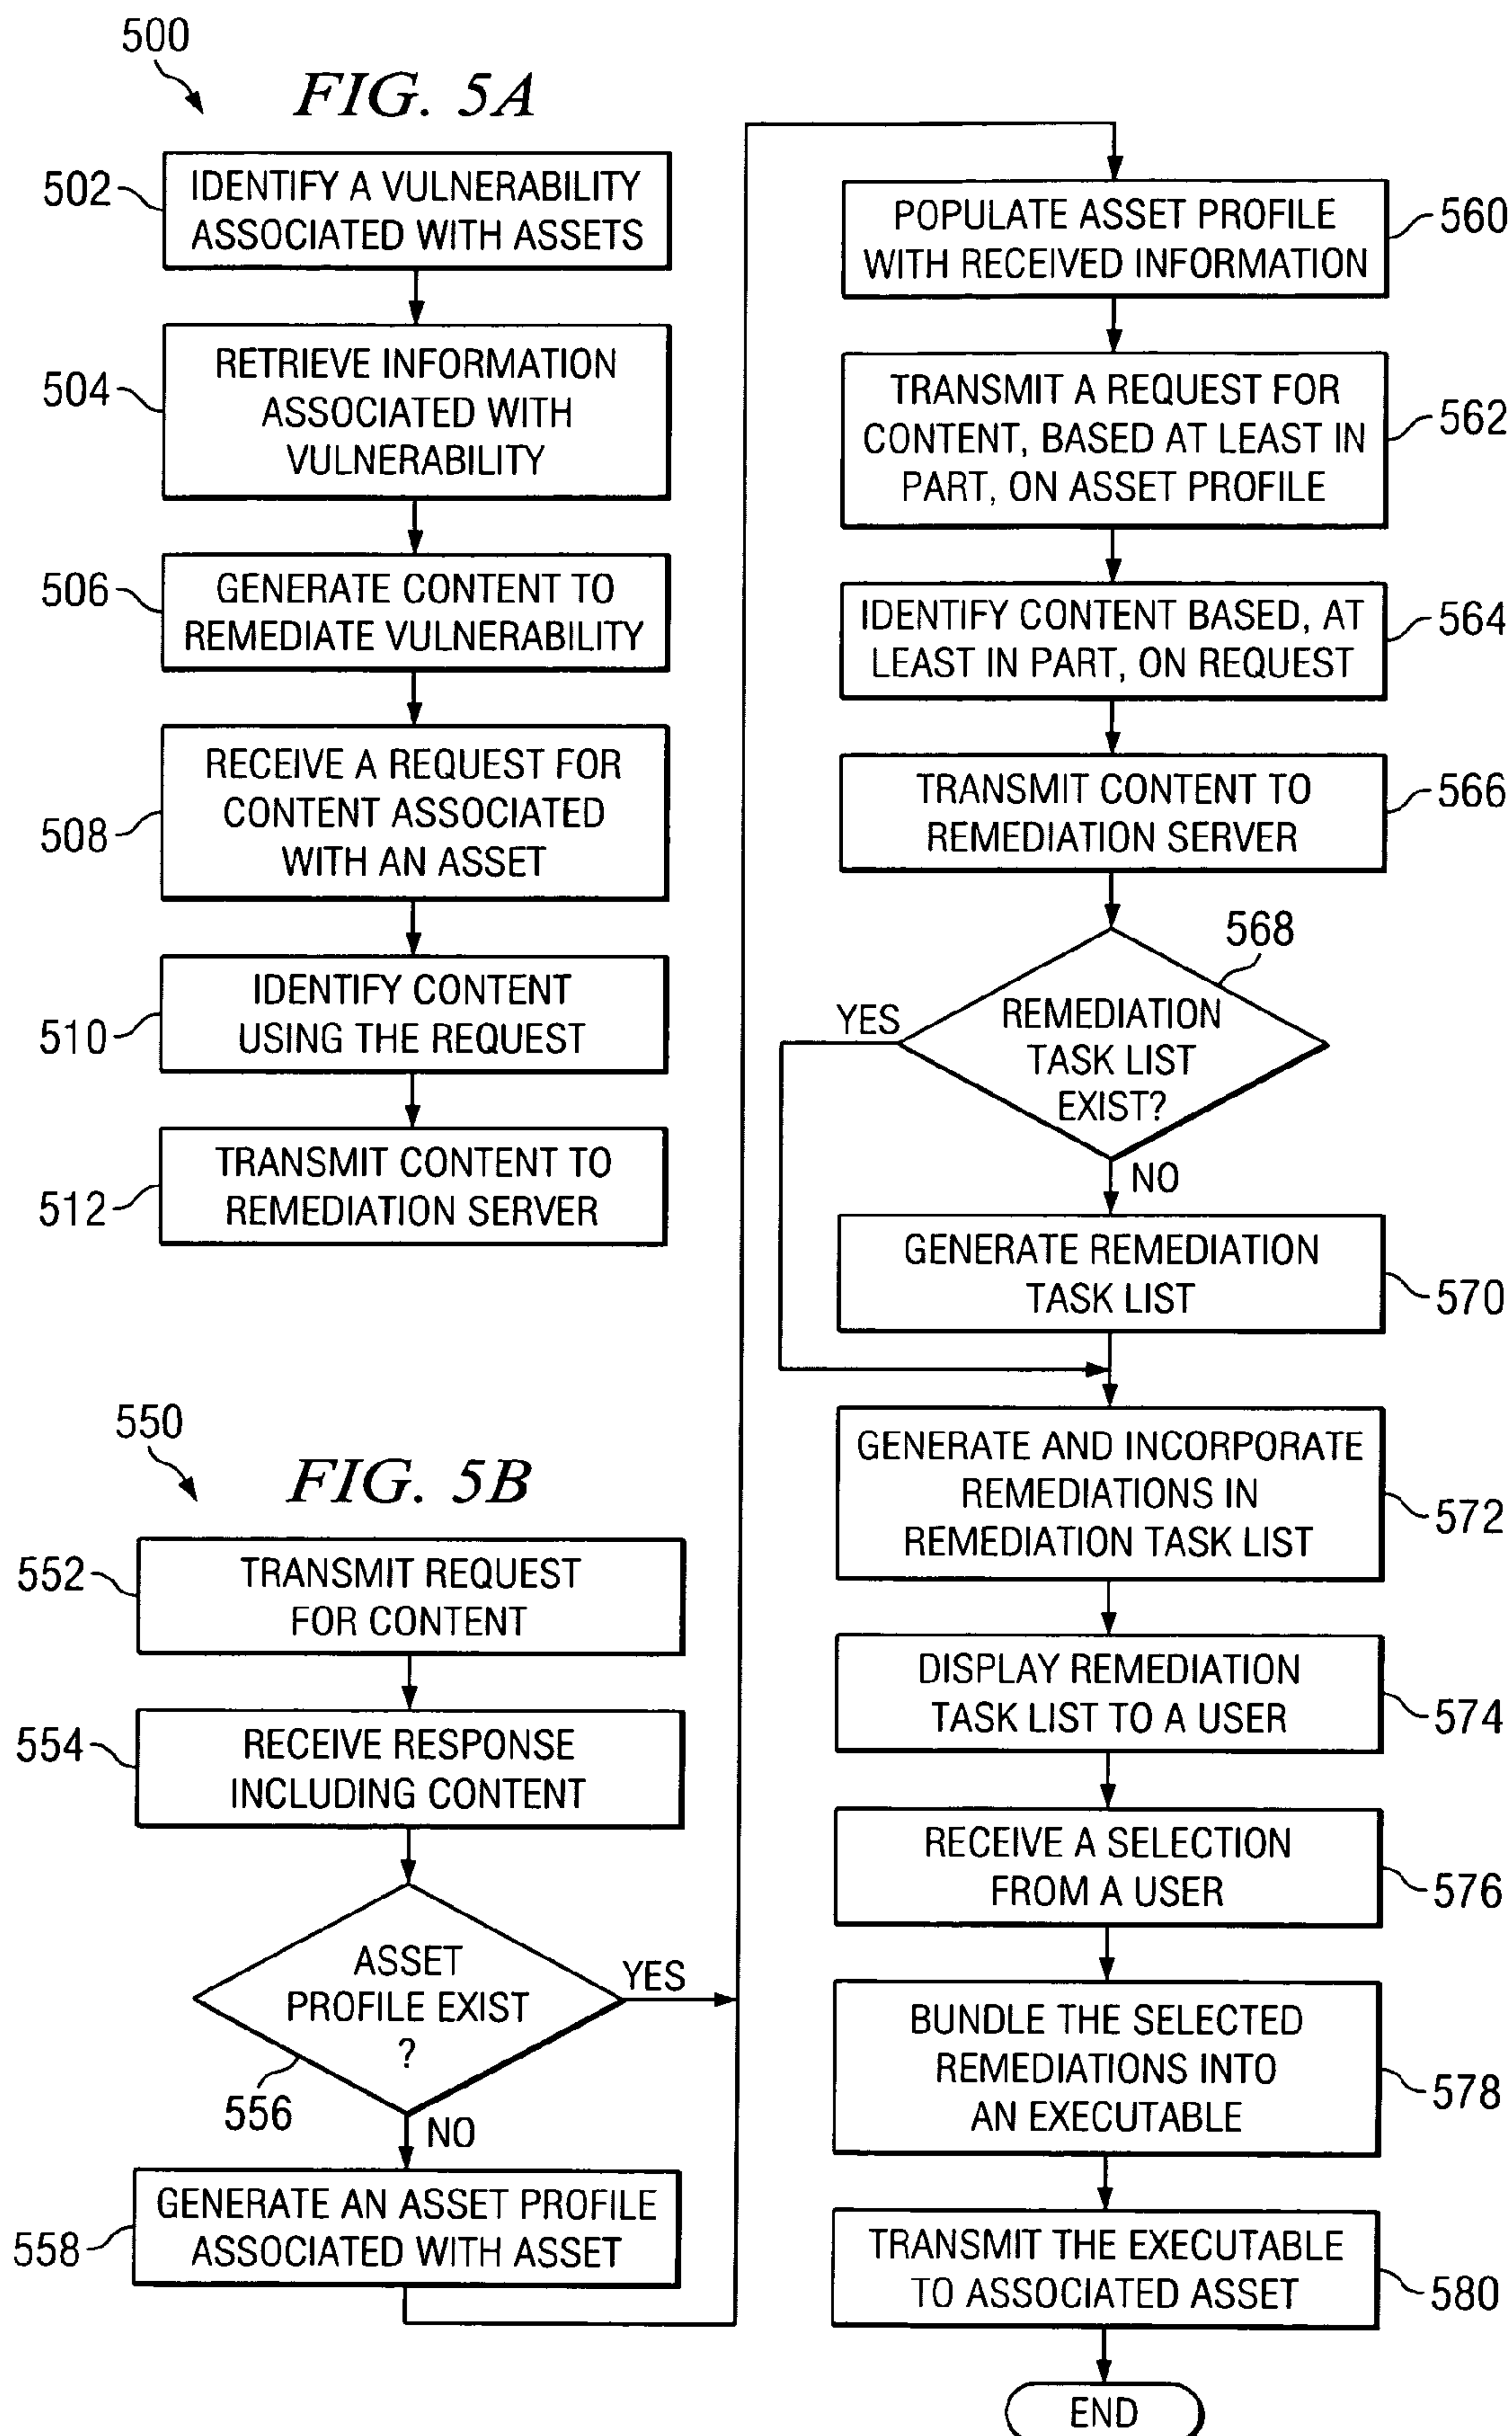 500
FIG. 5A
502
IDENTIFY A VULNERABILITY
ASSOCIATED WITH ASSETS
504
RETRIEVE INFORMATION
ASSOCIATED WITH
VULNERABILITY
506
GENERATE CONTENT TO
REMEDIATE VULNERABILITY
508
RECEIVE A REQUEST FOR
CONTENT ASSOCIATED
WITH AN ASSET
510
IDENTIFY CONTENT
USING THE REQUEST
512
TRANSMIT CONTENT TO
REMEDIATION SERVER
550
FIG. 5B
552
TRANSMIT REQUEST
FOR CONTENT
554
RECEIVE RESPONSE
INCLUDING CONTENT
ASSET
PROFILE EXIST
?
YES
556
NO
558
GENERATE AN ASSET PROFILE
ASSOCIATED WITH ASSET
POPULATE ASSET PROFILE
WITH RECEIVED INFORMATION
560
TRANSMIT A REQUEST FOR
CONTENT, BASED AT LEAST IN
PART, ON ASSET PROFILE
562
IDENTIFY CONTENT BASED, AT
LEAST IN PART, ON REQUEST
564
TRANSMIT CONTENT TO
REMEDIATION SERVER
566
568
YES
REMEDIATION
TASK LIST
EXIST?
NO
GENERATE REMEDIATION
TASK LIST
570
GENERATE AND INCORPORATE
REMEDIATIONS IN
REMEDIATION TASK LIST
572
DISPLAY REMEDIATION
TASK LIST TO A USER
574
RECEIVE A SELECTION
FROM A USER
576
BUNDLE THE SELECTED
REMEDIATIONS INTO
AN EXECUTABLE
578
TRANSMIT THE EXECUTABLE
TO ASSOCIATED ASSET
580
END